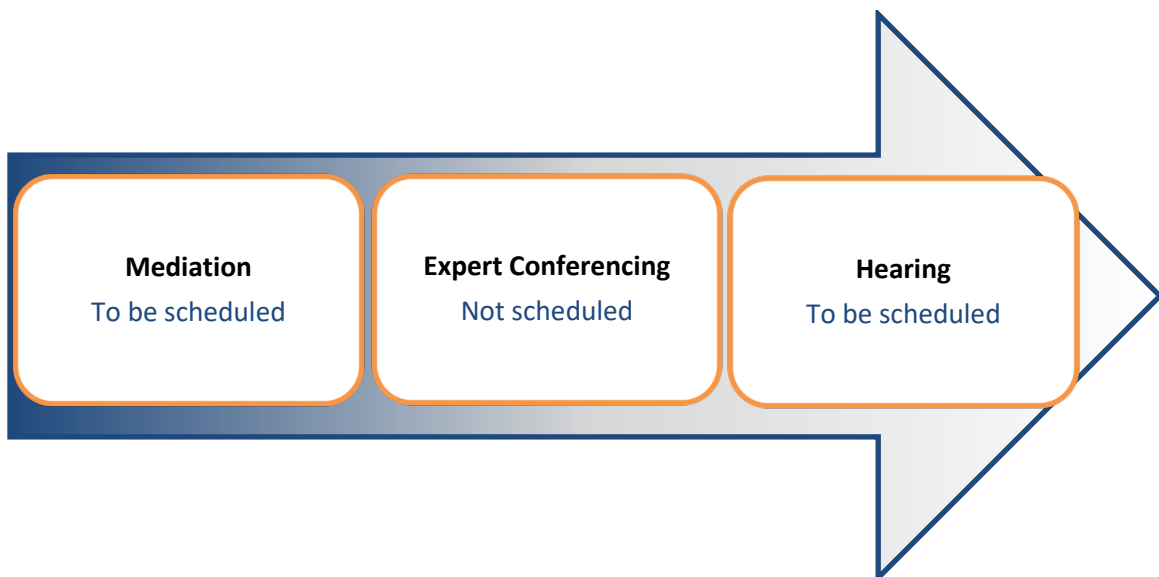 Mediation
To be scheduled
Expert Conferencing
Not scheduled
Hearing
To be scheduled